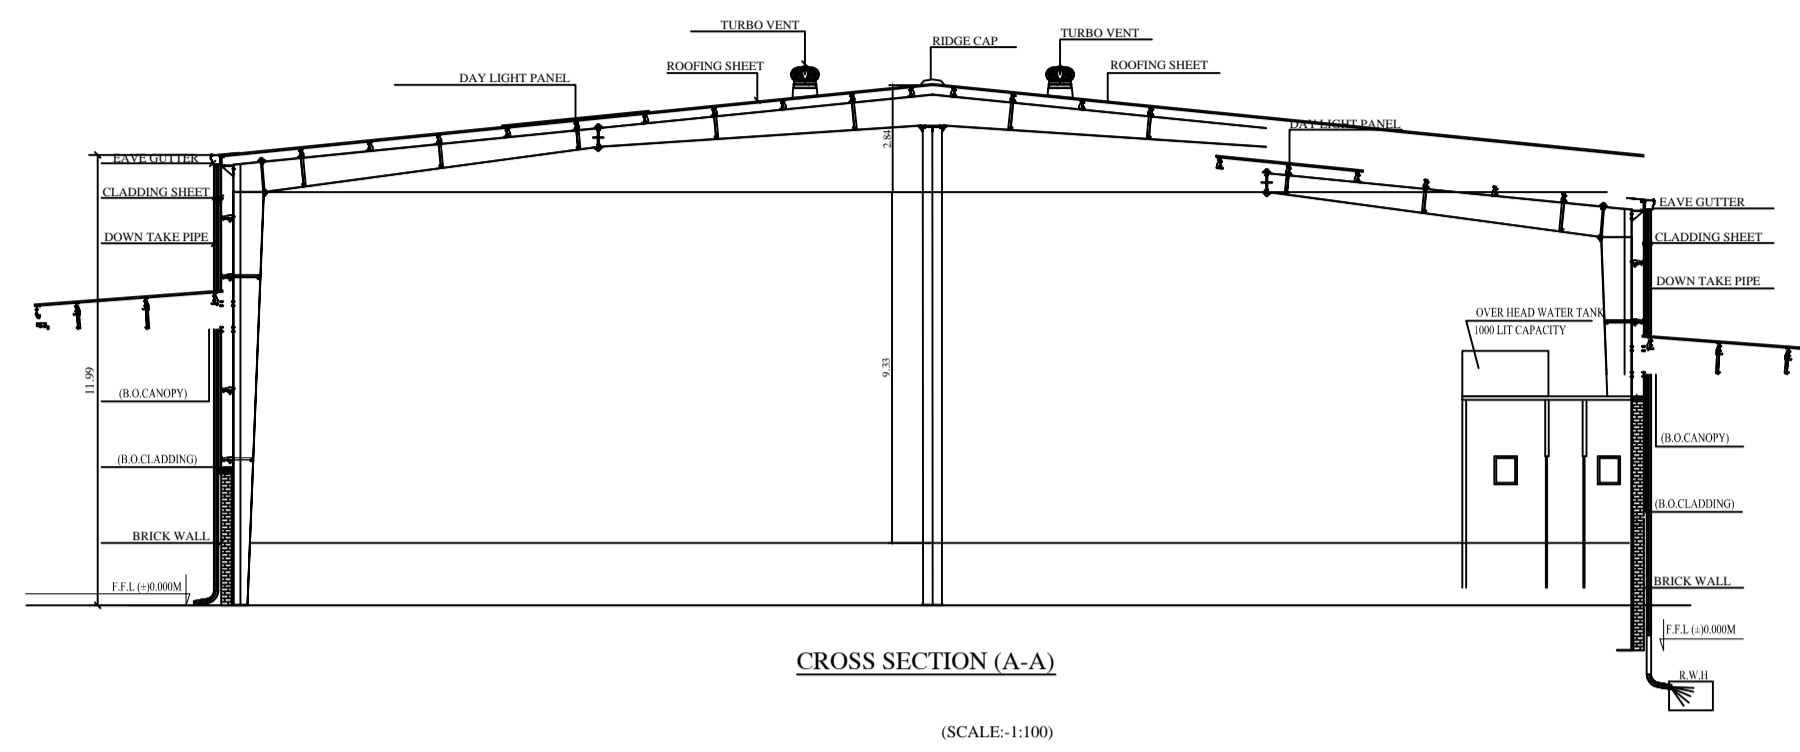 TURBO VENT
TURBO VENT
RIDGE CAP
ROOFING SHEET
ROOFING SHEET
DAY LIGHT PANEL
DAY LIGHT PANEL
2.84
EAVE GUTTER
CLADDING SHEET
EAVE GUTTER
DOWN TAKE PIPE
CLADDING SHEET
DOWN TAKE PIPE
OVER HEAD WATER TANK
1000 LIT CAPACITY
11.99
9.33
(B.O.CANOPY)
(B.O.CANOPY)
(B.O.CLADDING)
(B.O.CLADDING)
BRICK WALL
F.F.L (±)0.000M
BRICK WALL
F.F.L (±)0.000M
CROSS SECTION (A-A)
R.W.H
(SCALE:-1:100)